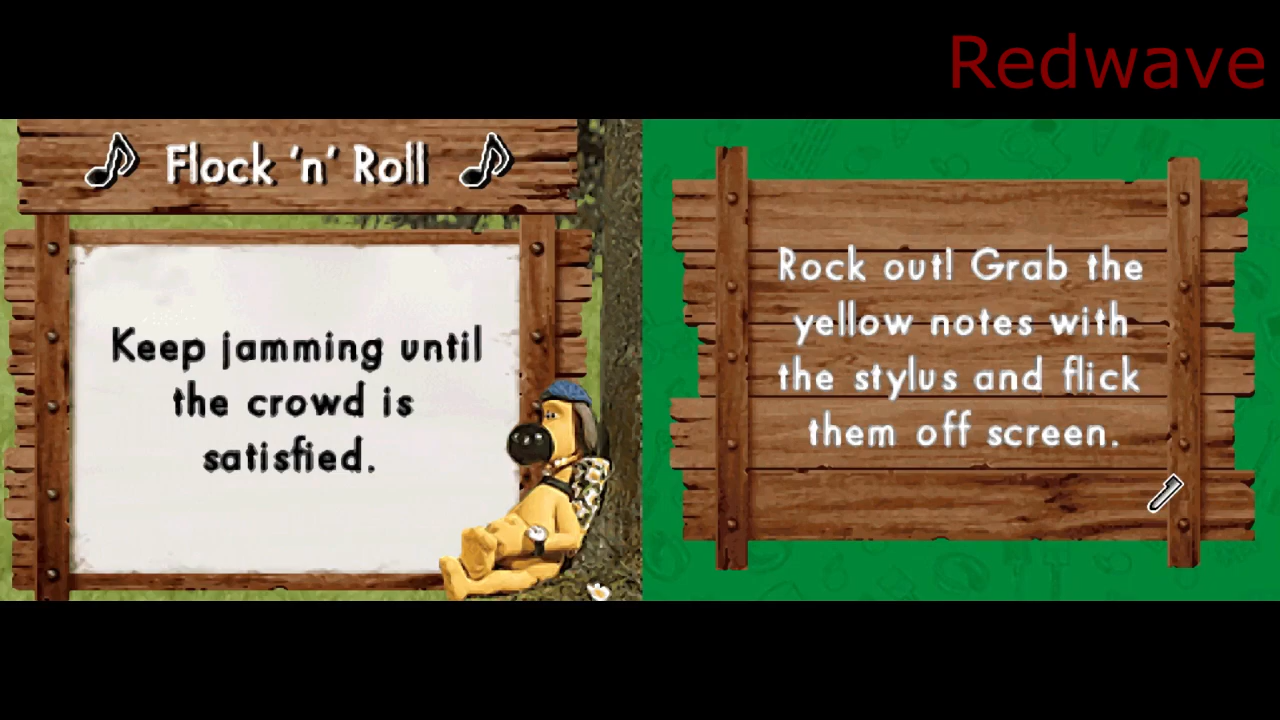 Redwave
Flock 'n' Roll
Keep jamming until
the crowd is
satisfied.
Rock out! Grab the
yellow notes with
the stylus and flick
them off screen.